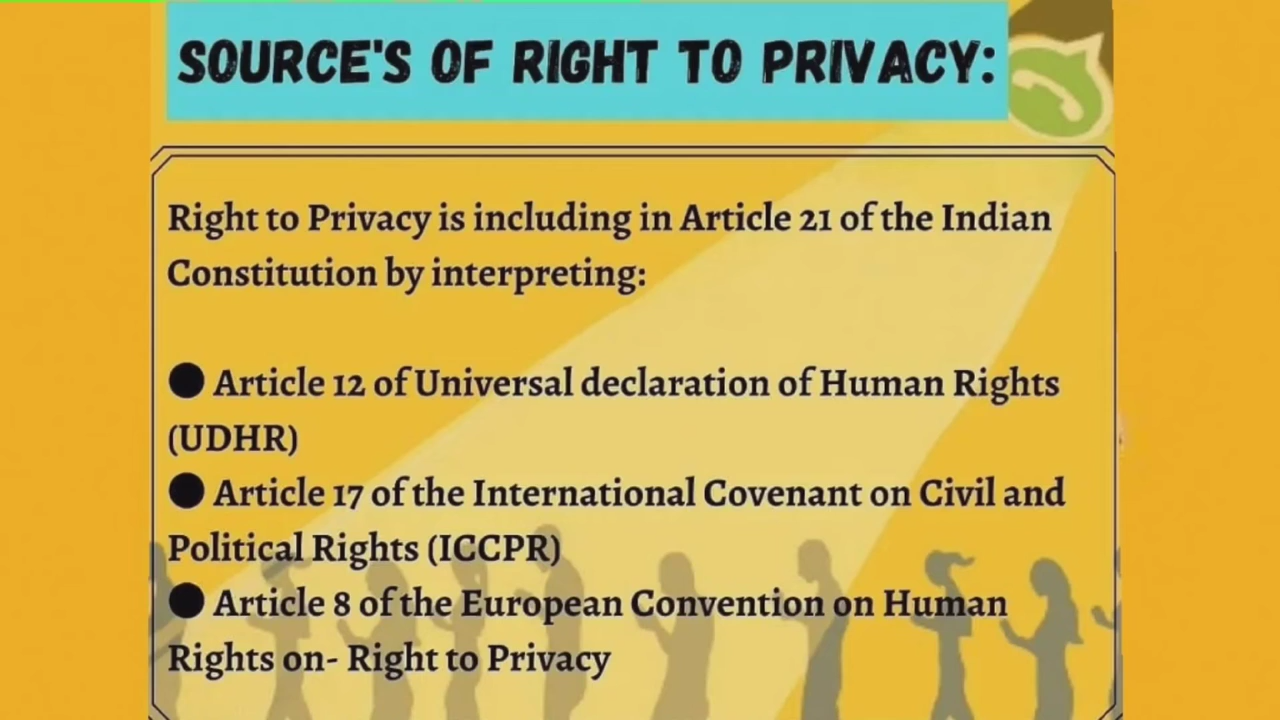 SOURCE'S OF RIGHT TO PRIVACY:
Right to Privacy is including in Article 21 of the Indian
Constitution by interpreting:
● Article 12 of Universal declaration of Human Rights
(UDHR)
● Article 17 of the International Covenant on Civil and
Political Rights (ICCPR)
● Article 8 of the European Convention on Human
Rights on- Right to Privacy